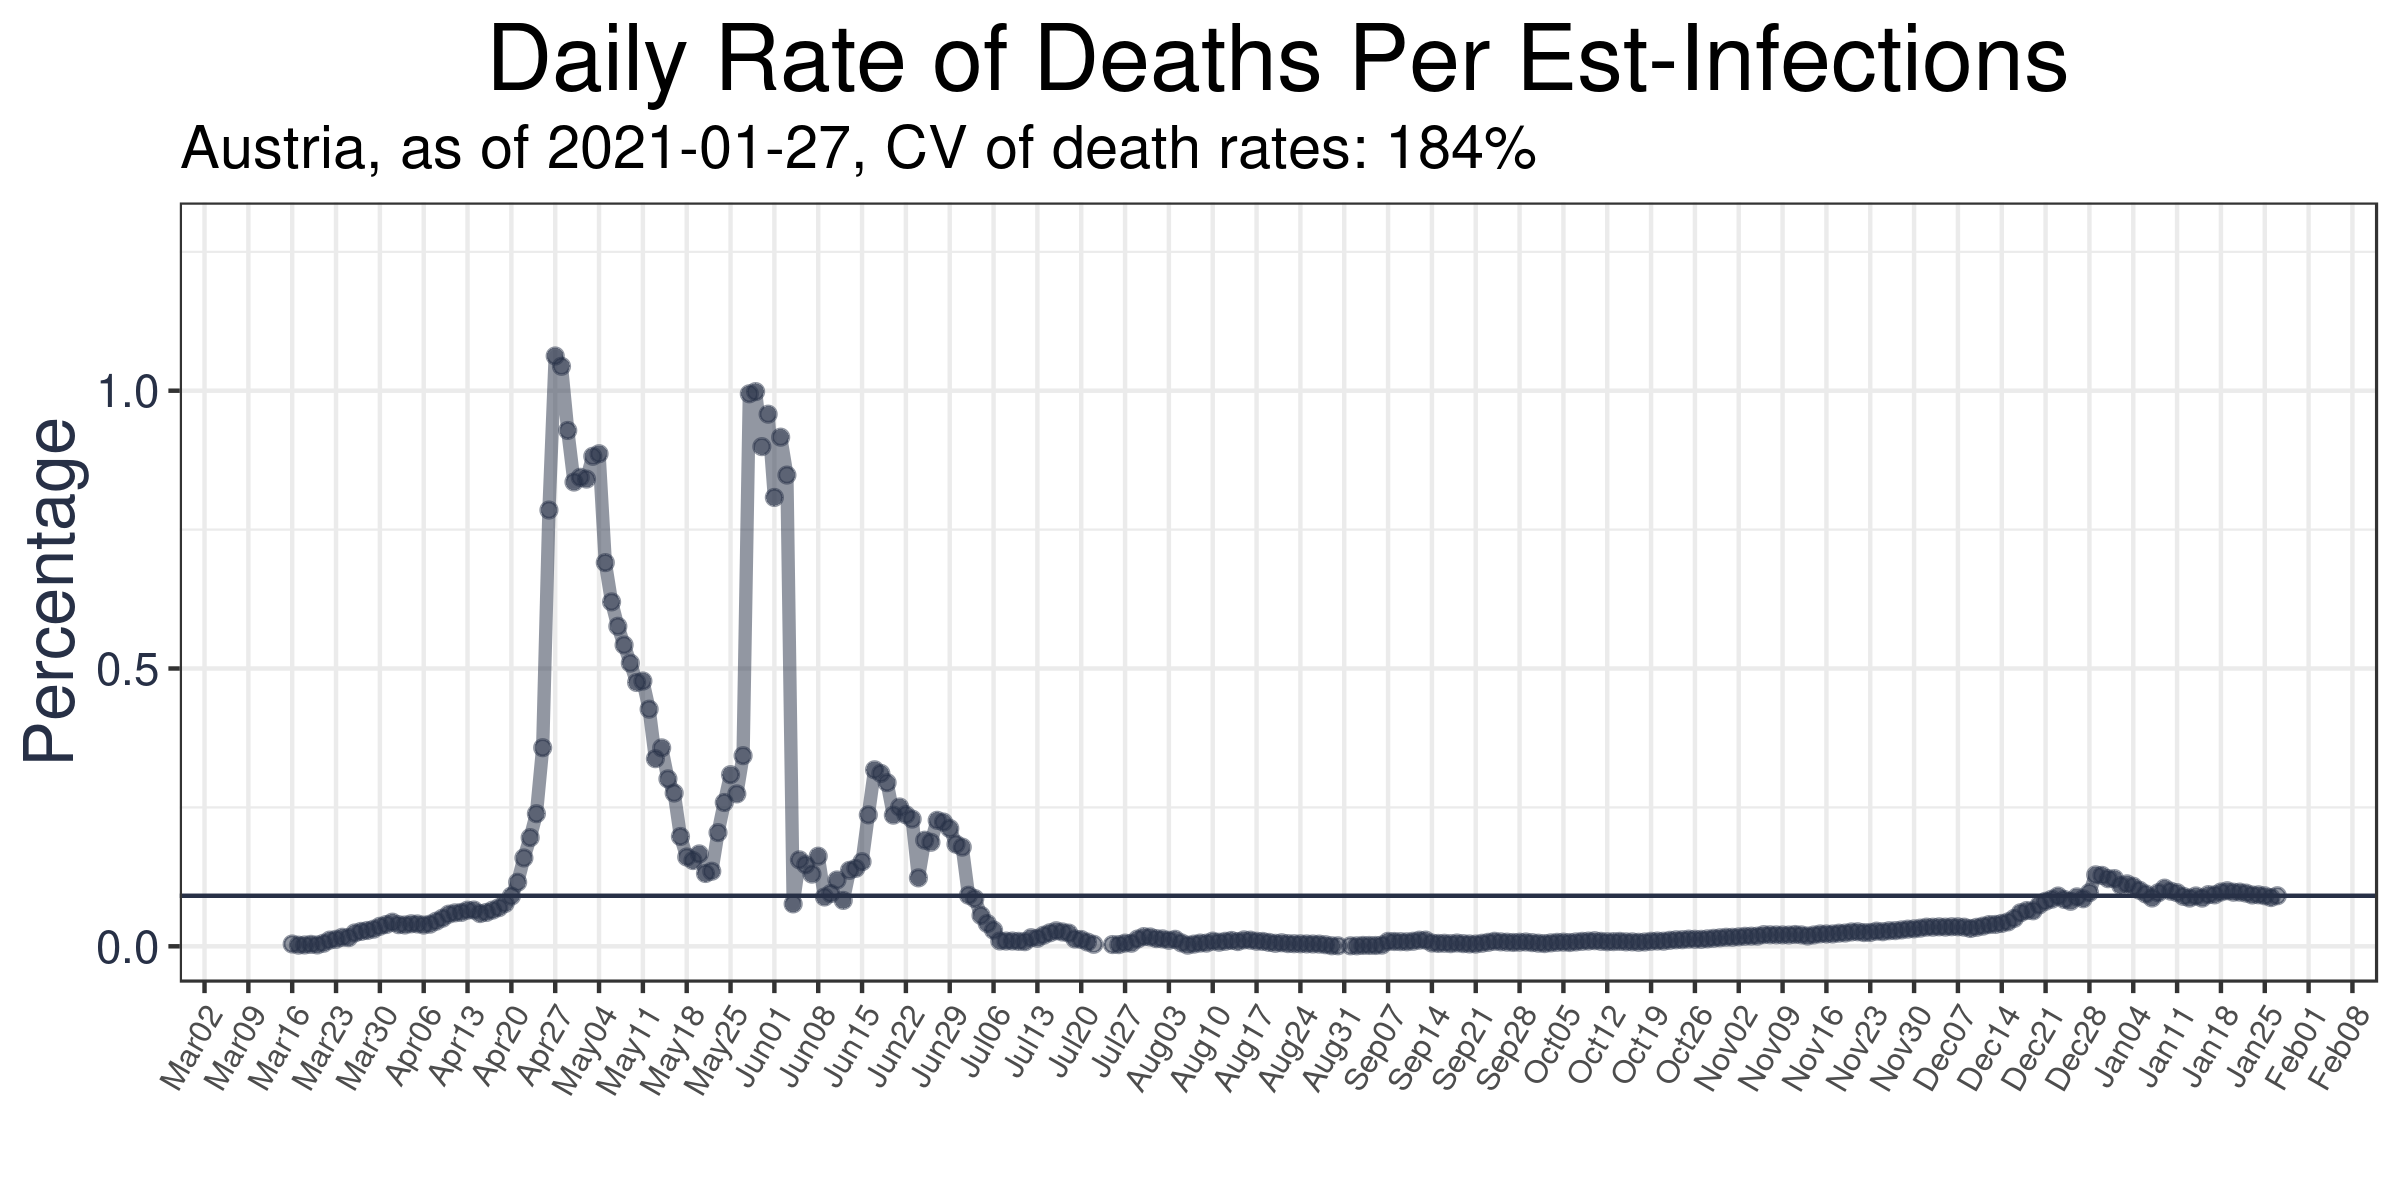 Daily Rate of Deaths Per Est-Infections
Austria, as of 2021-01-27, CV of death rates: 184%
Percentage
1.0
0.5
0.0
Mar02 Mar09 Mar16 Mar23 Mar30 Apr06 Apr13 Apr20 Apr27 May04 May11 May18 May25 Jun01 Jun08 Jun15 Jun22 Jun29 Jul06 Jul13 Jul20 Jul27 Aug03 Aug10 Aug17 Aug24 Aug31 Sep07 Sep14 Sep21 Sep28 Oct05 Oct12 Oct19 Oct26 Nov02 Nov09 Nov16 Nov23 Nov30 Dec07 Dec14 Dec21 Dec28 Jan04 Jan11 Jan18 Jan25 Feb01 Feb08